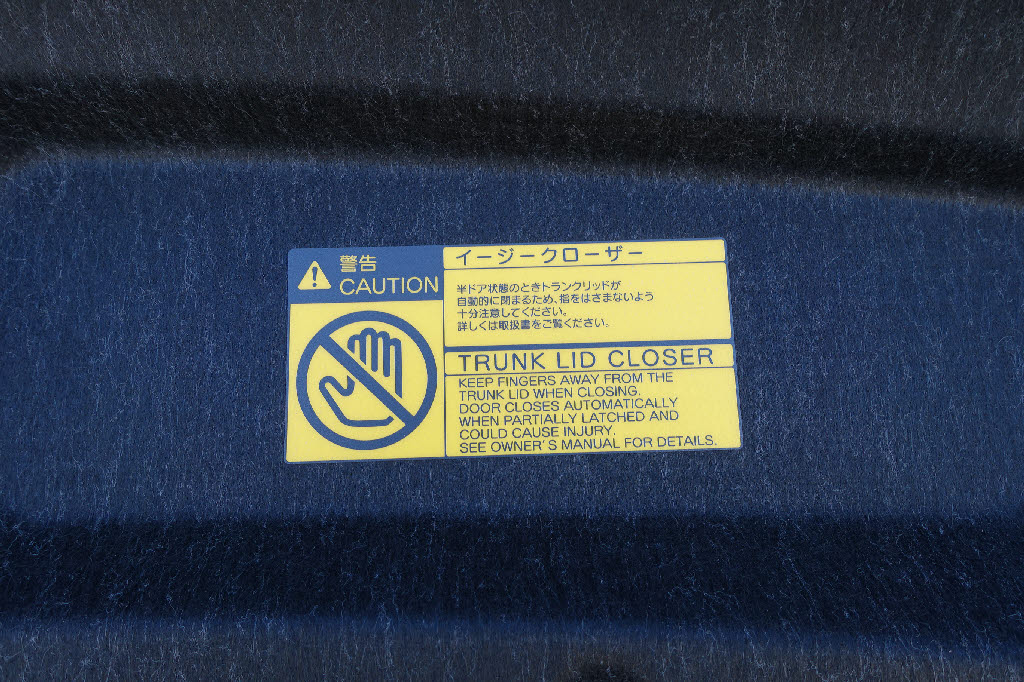 警告
CAUTION
イージークローザー
半ドア状態のときトランクリッドが
自動的に閉まるため、指をはさまないよう
十分注意してください。
詳しくは取扱書をご覧ください。
TRUNK LID CLOSER
KEEP FINGERS AWAY FROM THE
TRUNK LID WHEN CLOSING.
DOOR CLOSES AUTOMATICALLY
WHEN PARTIALLY LATCHED AND
COULD CAUSE INJURY.
SEE OWNER'S MANUAL FOR DETAILS.